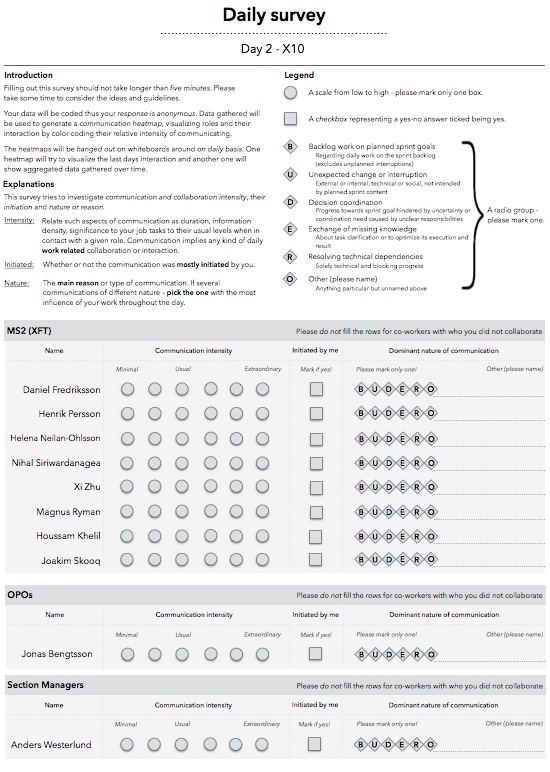 Daily survey
Day 2 - X10
Introduction
Filling out this survey should not take longer than five minutes. Please
take some time to consider the ideas and guidelines.
Your data will be coded thus your response is anonymous. Data gathered will
be used to generate a communication heatmap, visualizing roles and their
interaction by color coding their relative intensity of communicating.
The heatmaps will be hanged out on whiteboards around on daily basis. One
heatmap will try to visualize the last days interaction and another one will
show aggregated data gathered over time.
Explanations
This survey tries to investigate communication and collaboration intensity, their
initiation and nature or reason.
Intensity: Relate such aspects of communication as duration, information
density, significance to your job tasks to their usual levels when in
contact with a given role. Communication implies any kind of daily
work related collaboration or interaction.
Initiated: Whether or not the communication was mostly initiated by you.
Nature: The main reason or type of communication. If several
communications of different nature – pick the one with the most
influence of your work throughout the day.
Legend
A scale from low to high - please mark only one box.
A checkbox representing a yes-no answer ticked being yes.
B Backlog work on planned sprint goals
Regarding daily work on the sprint backlog
(excludes unplanned interruptions)
U Unexpected change or interruption
External or internal, technical or social, not intended
by planned sprint content
D Decision coordination
Progress towards sprint goal hindered by uncertainty or
coordination need caused by unclear responsibilities
E Exchange of missing knowledge
About task clarification or to optimize its execution and
result
R Resolving technical dependencies
Solely technical and blocking progress
O Other (please name)
Anything particular but unnamed above
A radio group -
please mark one.
MS2 (XFT) Please do not fill the rows for co-workers with who you did not collaborate
Name Communication intensity Initiated by me Dominant nature of communication
Minimal Usual Extraordinary Mark if yes! Please mark only one! Other (please name)
Daniel Fredriksson B U D E R O
Henrik Persson B U D E R O
Helena Neilan-Ohlsson B U D E R O
Nihal Siriwardanagea B U D E R O
Xi Zhu B U D E R O
Magnus Ryman B U D E R O
Houssam Khelil B U D E R O
Joakim Skooq B U D E R O
OPOs Please do not fill the rows for co-workers with who you did not collaborate
Name Communication intensity Initiated by me Dominant nature of communication
Minimal Usual Extraordinary Mark if yes! Please mark only one! Other (please name)
Jonas Bengtsson B U D E R O
Section Managers Please do not fill the rows for co-workers with who you did not collaborate
Name Communication intensity Initiated by me Dominant nature of communication
Minimal Usual Extraordinary Mark if yes! Please mark only one! Other (please name)
Anders Westerlund B U D E R O